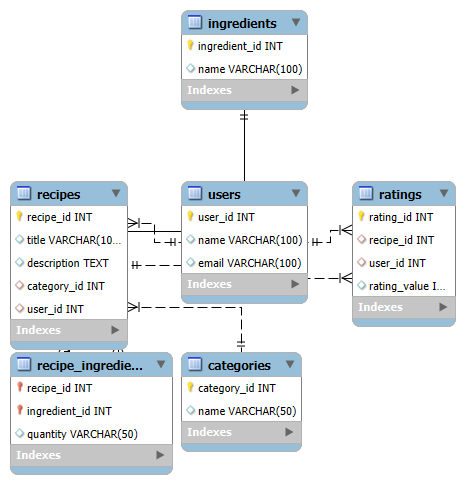 ingredients
ingredient_id INT
name VARCHAR(100)
Indexes
recipes
recipe_id INT
title VARCHAR(10...
description TEXT
category_id INT
user_id INT
Indexes
users
user_id INT
name VARCHAR(100)
email VARCHAR(100)
Indexes
ratings
rating_id INT
recipe_id INT
user_id INT
rating_value I...
Indexes
recipe_ingredie...
recipe_id INT
ingredient_id INT
quantity VARCHAR(50)
Indexes
categories
category_id INT
name VARCHAR(50)
Indexes